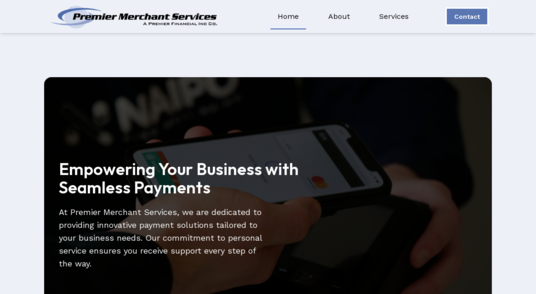 Premier Merchant Services
A Premier Financial Inc Co.
Home
About
Services
Contact
NAIPO
Empowering Your Business with
Seamless Payments
At Premier Merchant Services, we are dedicated to
providing innovative payment solutions tailored to
your business needs. Our commitment to personal
service ensures you receive support every step of
the way.